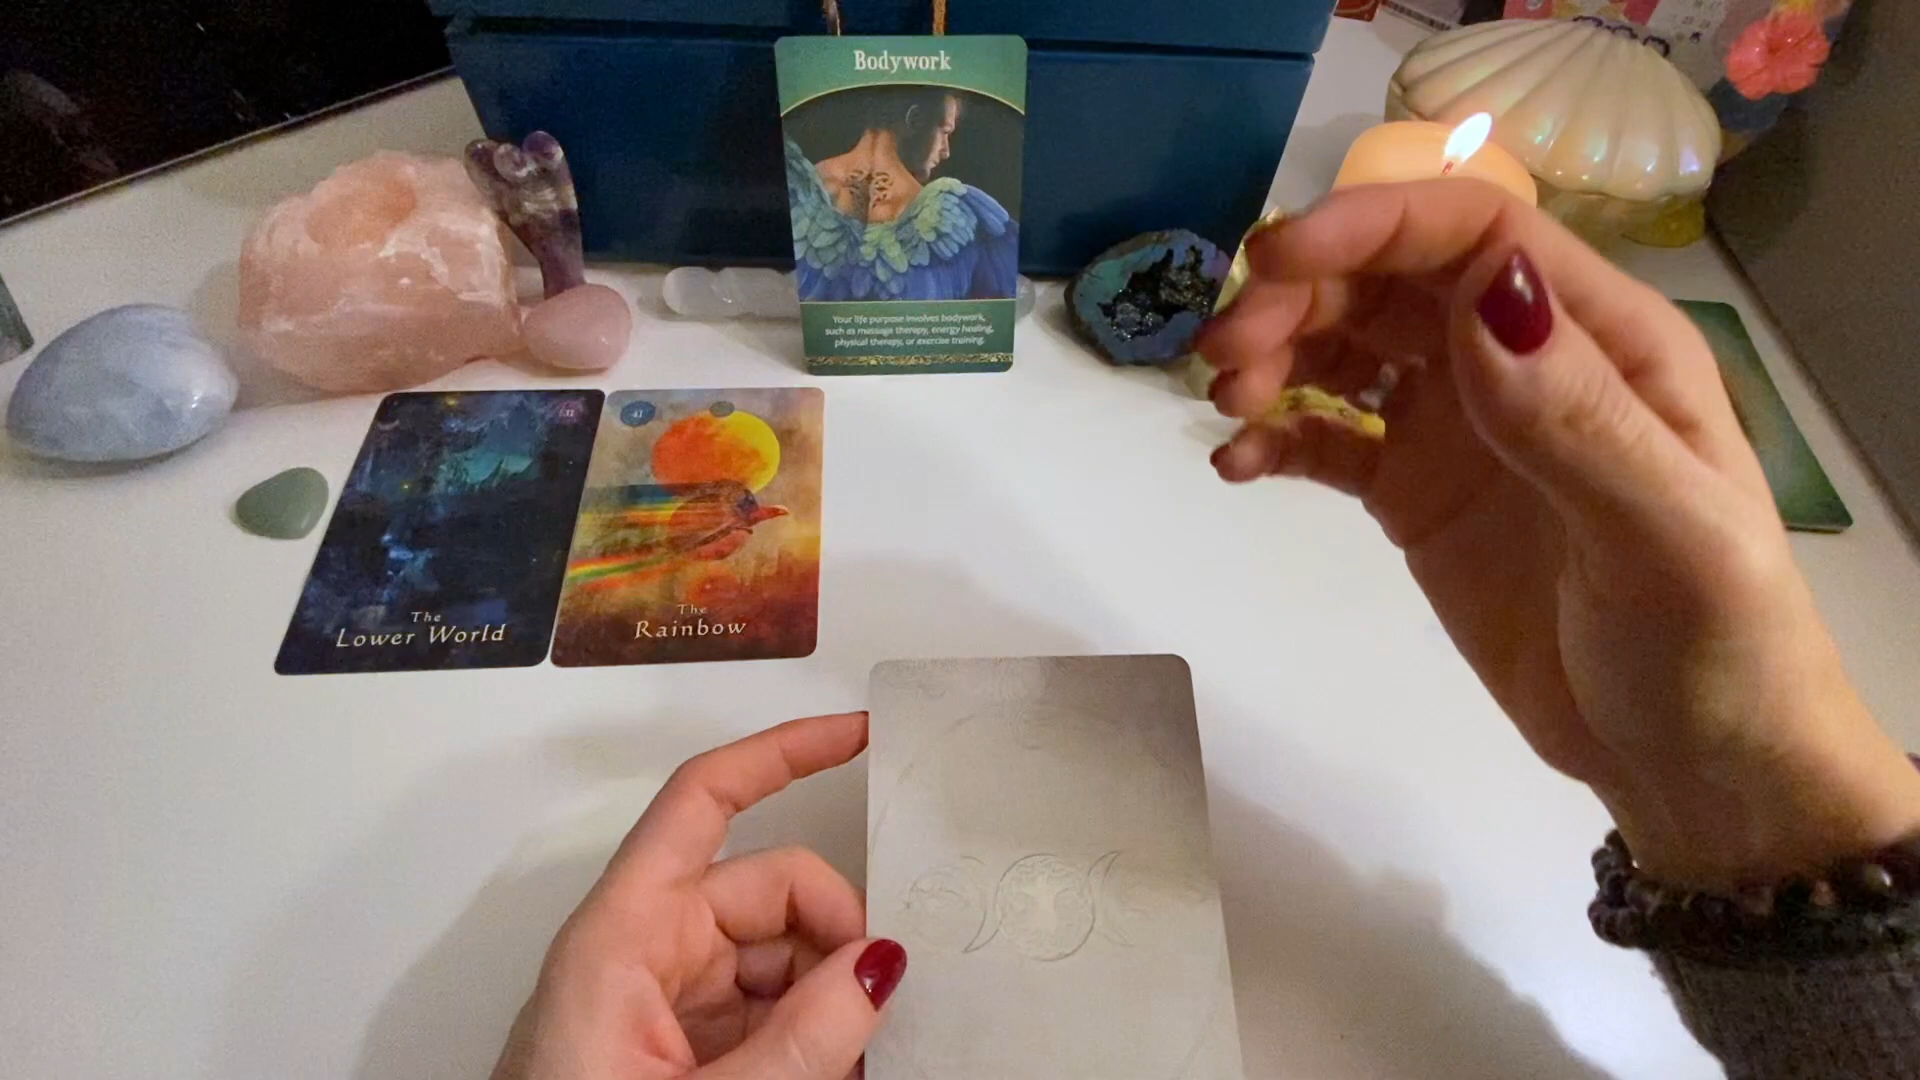 Bodywork
Your life purpose involves bodywork,
such as massage therapy, energy healing,
physical therapy, or exercise training.
41
The
Lower World
The
Rainbow